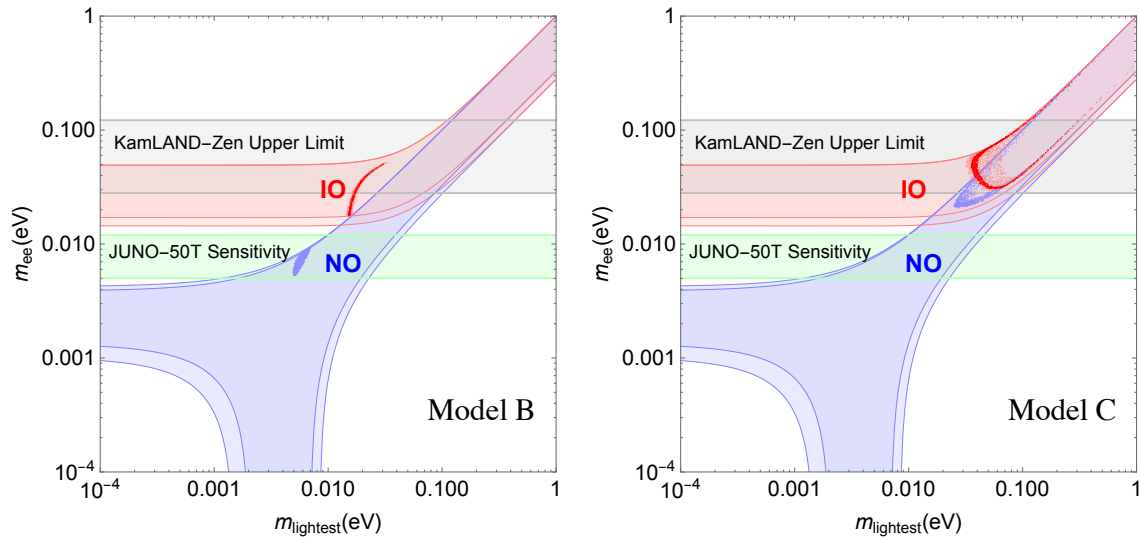 1
0.100
0.010
0.001
10⁻⁴
m_ee(eV)
KamLAND−Zen Upper Limit
IO
JUNO−50T Sensitivity
NO
Model B
10⁻⁴
0.001
0.010
0.100
1
m_lightest(eV)
1
0.100
0.010
0.001
10⁻⁴
m_ee(eV)
KamLAND−Zen Upper Limit
IO
JUNO−50T Sensitivity
NO
Model C
10⁻⁴
0.001
0.010
0.100
1
m_lightest(eV)